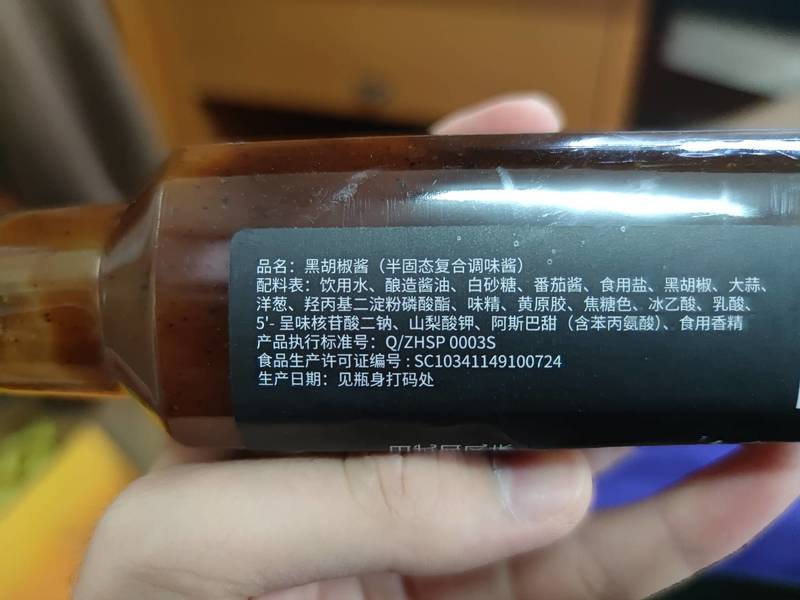 品名：黑胡椒酱（半固态复合调味酱）
配料表：饮用水、酿造酱油、白砂糖、番茄酱、食用盐、黑胡椒、大蒜、
洋葱、羟丙基二淀粉磷酸酯、味精、黄原胶、焦糖色、冰乙酸、乳酸、
5'- 呈味核苷酸二钠、山梨酸钾、阿斯巴甜（含苯丙氨酸）、食用香精
产品执行标准号：Q/ZHSP 0003S
食品生产许可证编号：SC10341149100724
生产日期：见瓶身打码处